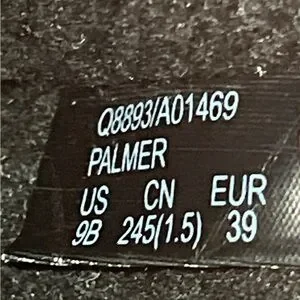 Q8893/A01469
PALMER
US CN EUR
9B 245(1.5) 39